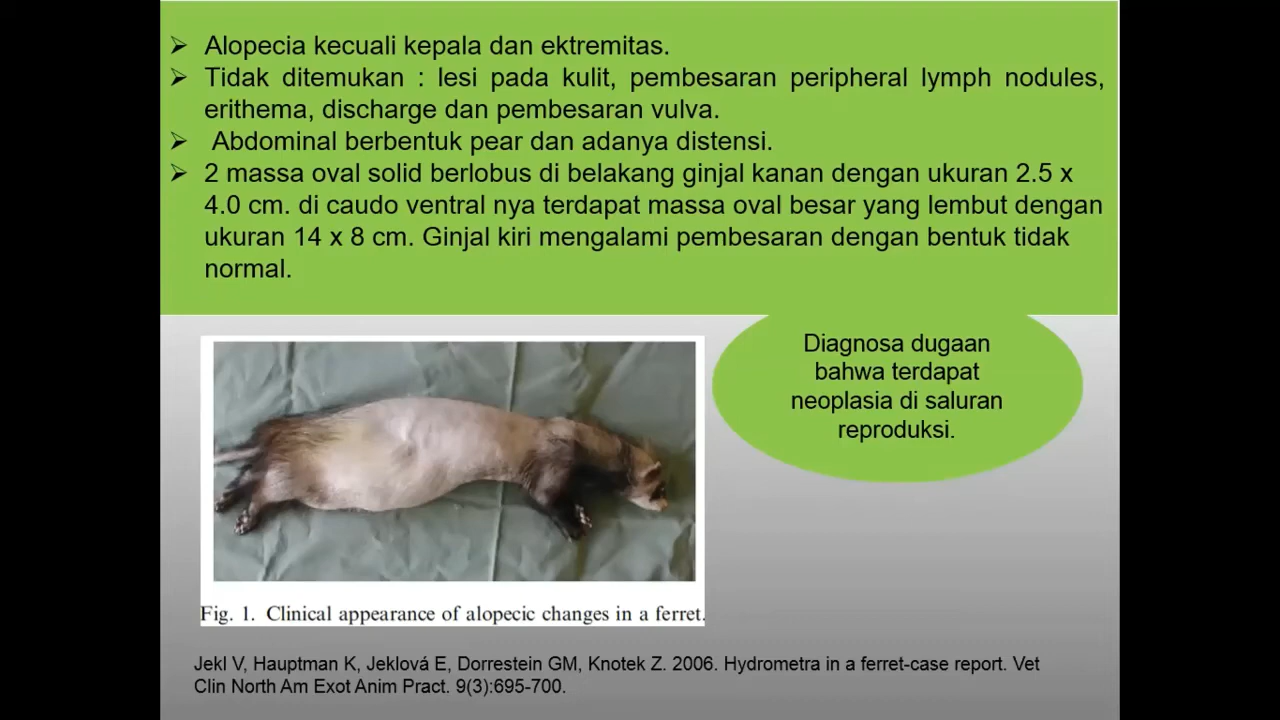 ➢ Alopecia kecuali kepala dan ektremitas.
➢ Tidak ditemukan : lesi pada kulit, pembesaran peripheral lymph nodules,
erithema, discharge dan pembesaran vulva.
➢ Abdominal berbentuk pear dan adanya distensi.
➢ 2 massa oval solid berlobus di belakang ginjal kanan dengan ukuran 2.5 x
4.0 cm. di caudo ventral nya terdapat massa oval besar yang lembut dengan
ukuran 14 x 8 cm. Ginjal kiri mengalami pembesaran dengan bentuk tidak
normal.
Diagnosa dugaan
bahwa terdapat
neoplasia di saluran
reproduksi.
Fig. 1. Clinical appearance of alopecic changes in a ferret.
Jekl V, Hauptman K, Jeklová E, Dorrestein GM, Knotek Z. 2006. Hydrometra in a ferret-case report. Vet
Clin North Am Exot Anim Pract. 9(3):695-700.